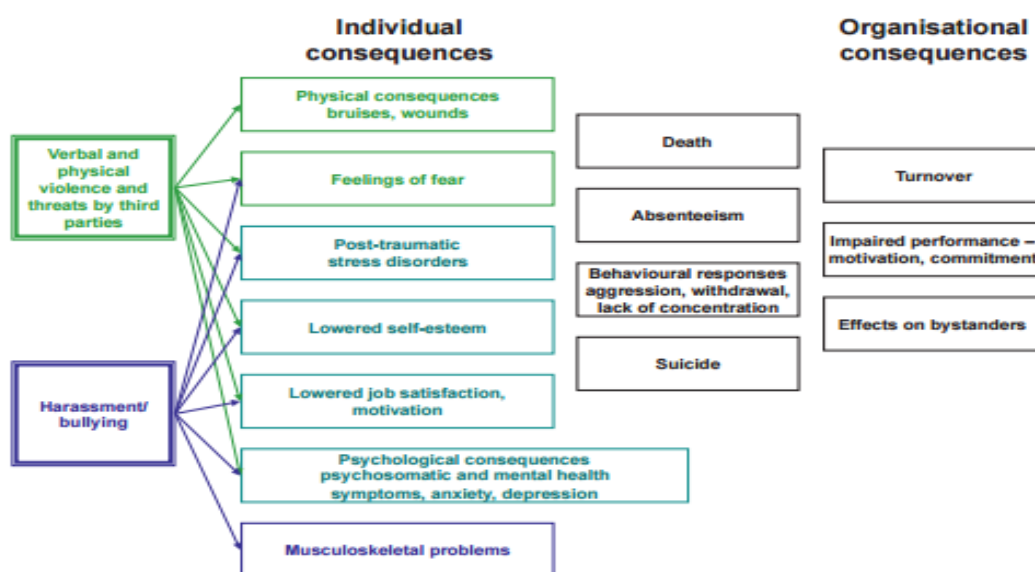 Individual
consequences
Organisational
consequences
Verbal and
physical
violence and
threats by third
parties
Harassment/
bullying
Physical consequences
bruises, wounds
Feelings of fear
Post-traumatic
stress disorders
Lowered self-esteem
Lowered job satisfaction,
motivation
Psychological consequences
psychosomatic and mental health
symptoms, anxiety, depression
Musculoskeletal problems
Death
Absenteeism
Behavioural responses
aggression, withdrawal,
lack of concentration
Suicide
Turnover
Impaired performance –
motivation, commitment
Effects on bystanders